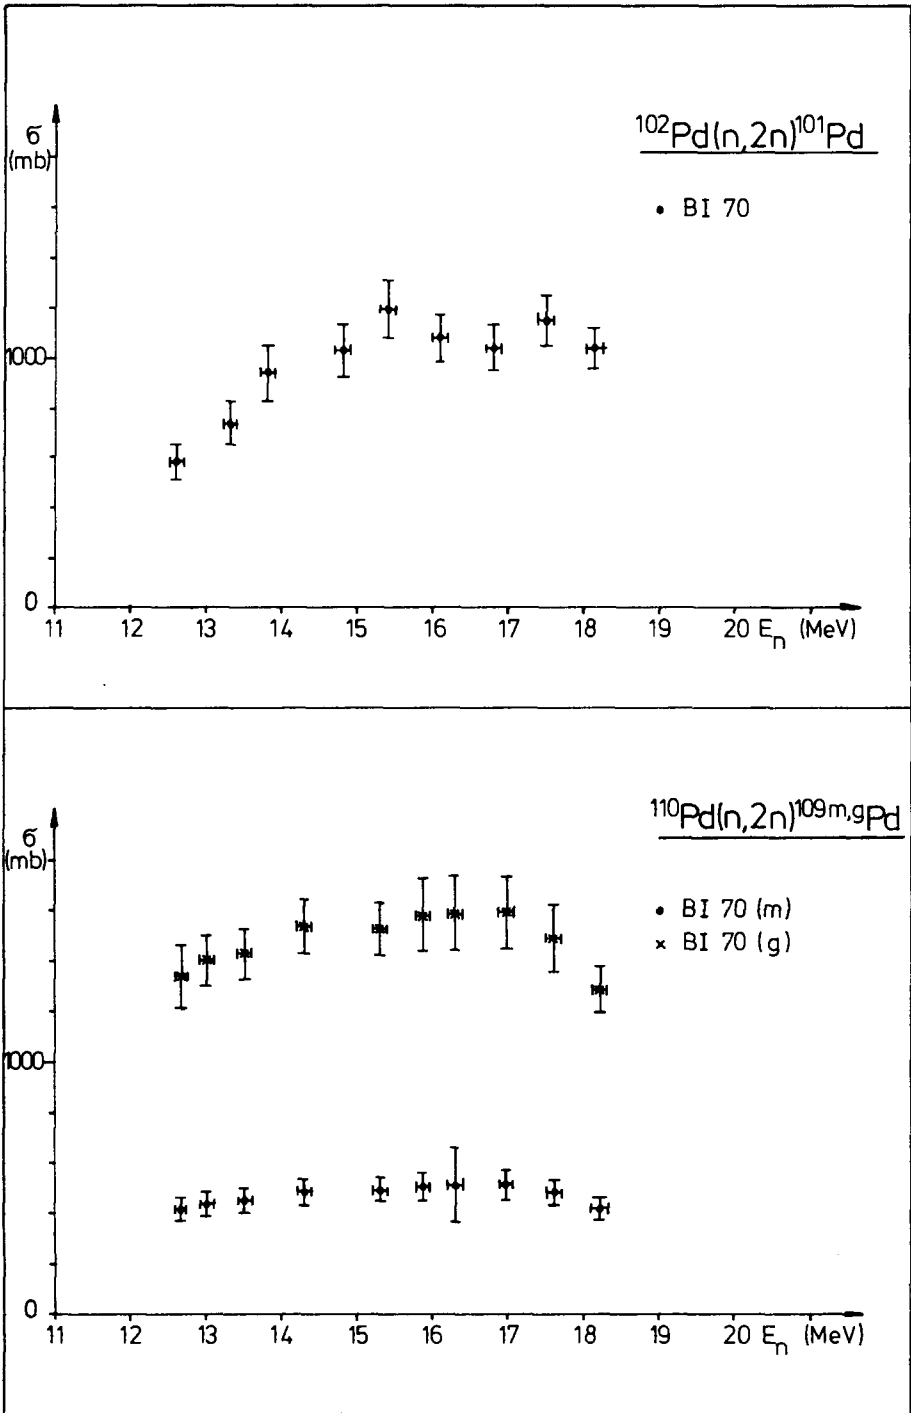 σ
(mb)
¹⁰²Pd(n,2n)¹⁰¹Pd
• BI 70
1000
0
11 12 13 14 15 16 17 18 19 20 Eₙ (MeV)
σ
(mb)
¹¹⁰Pd(n,2n)¹⁰⁹ᵐ,ᵍPd
• BI 70 (m)
× BI 70 (g)
1000
0
11 12 13 14 15 16 17 18 19 20 Eₙ (MeV)